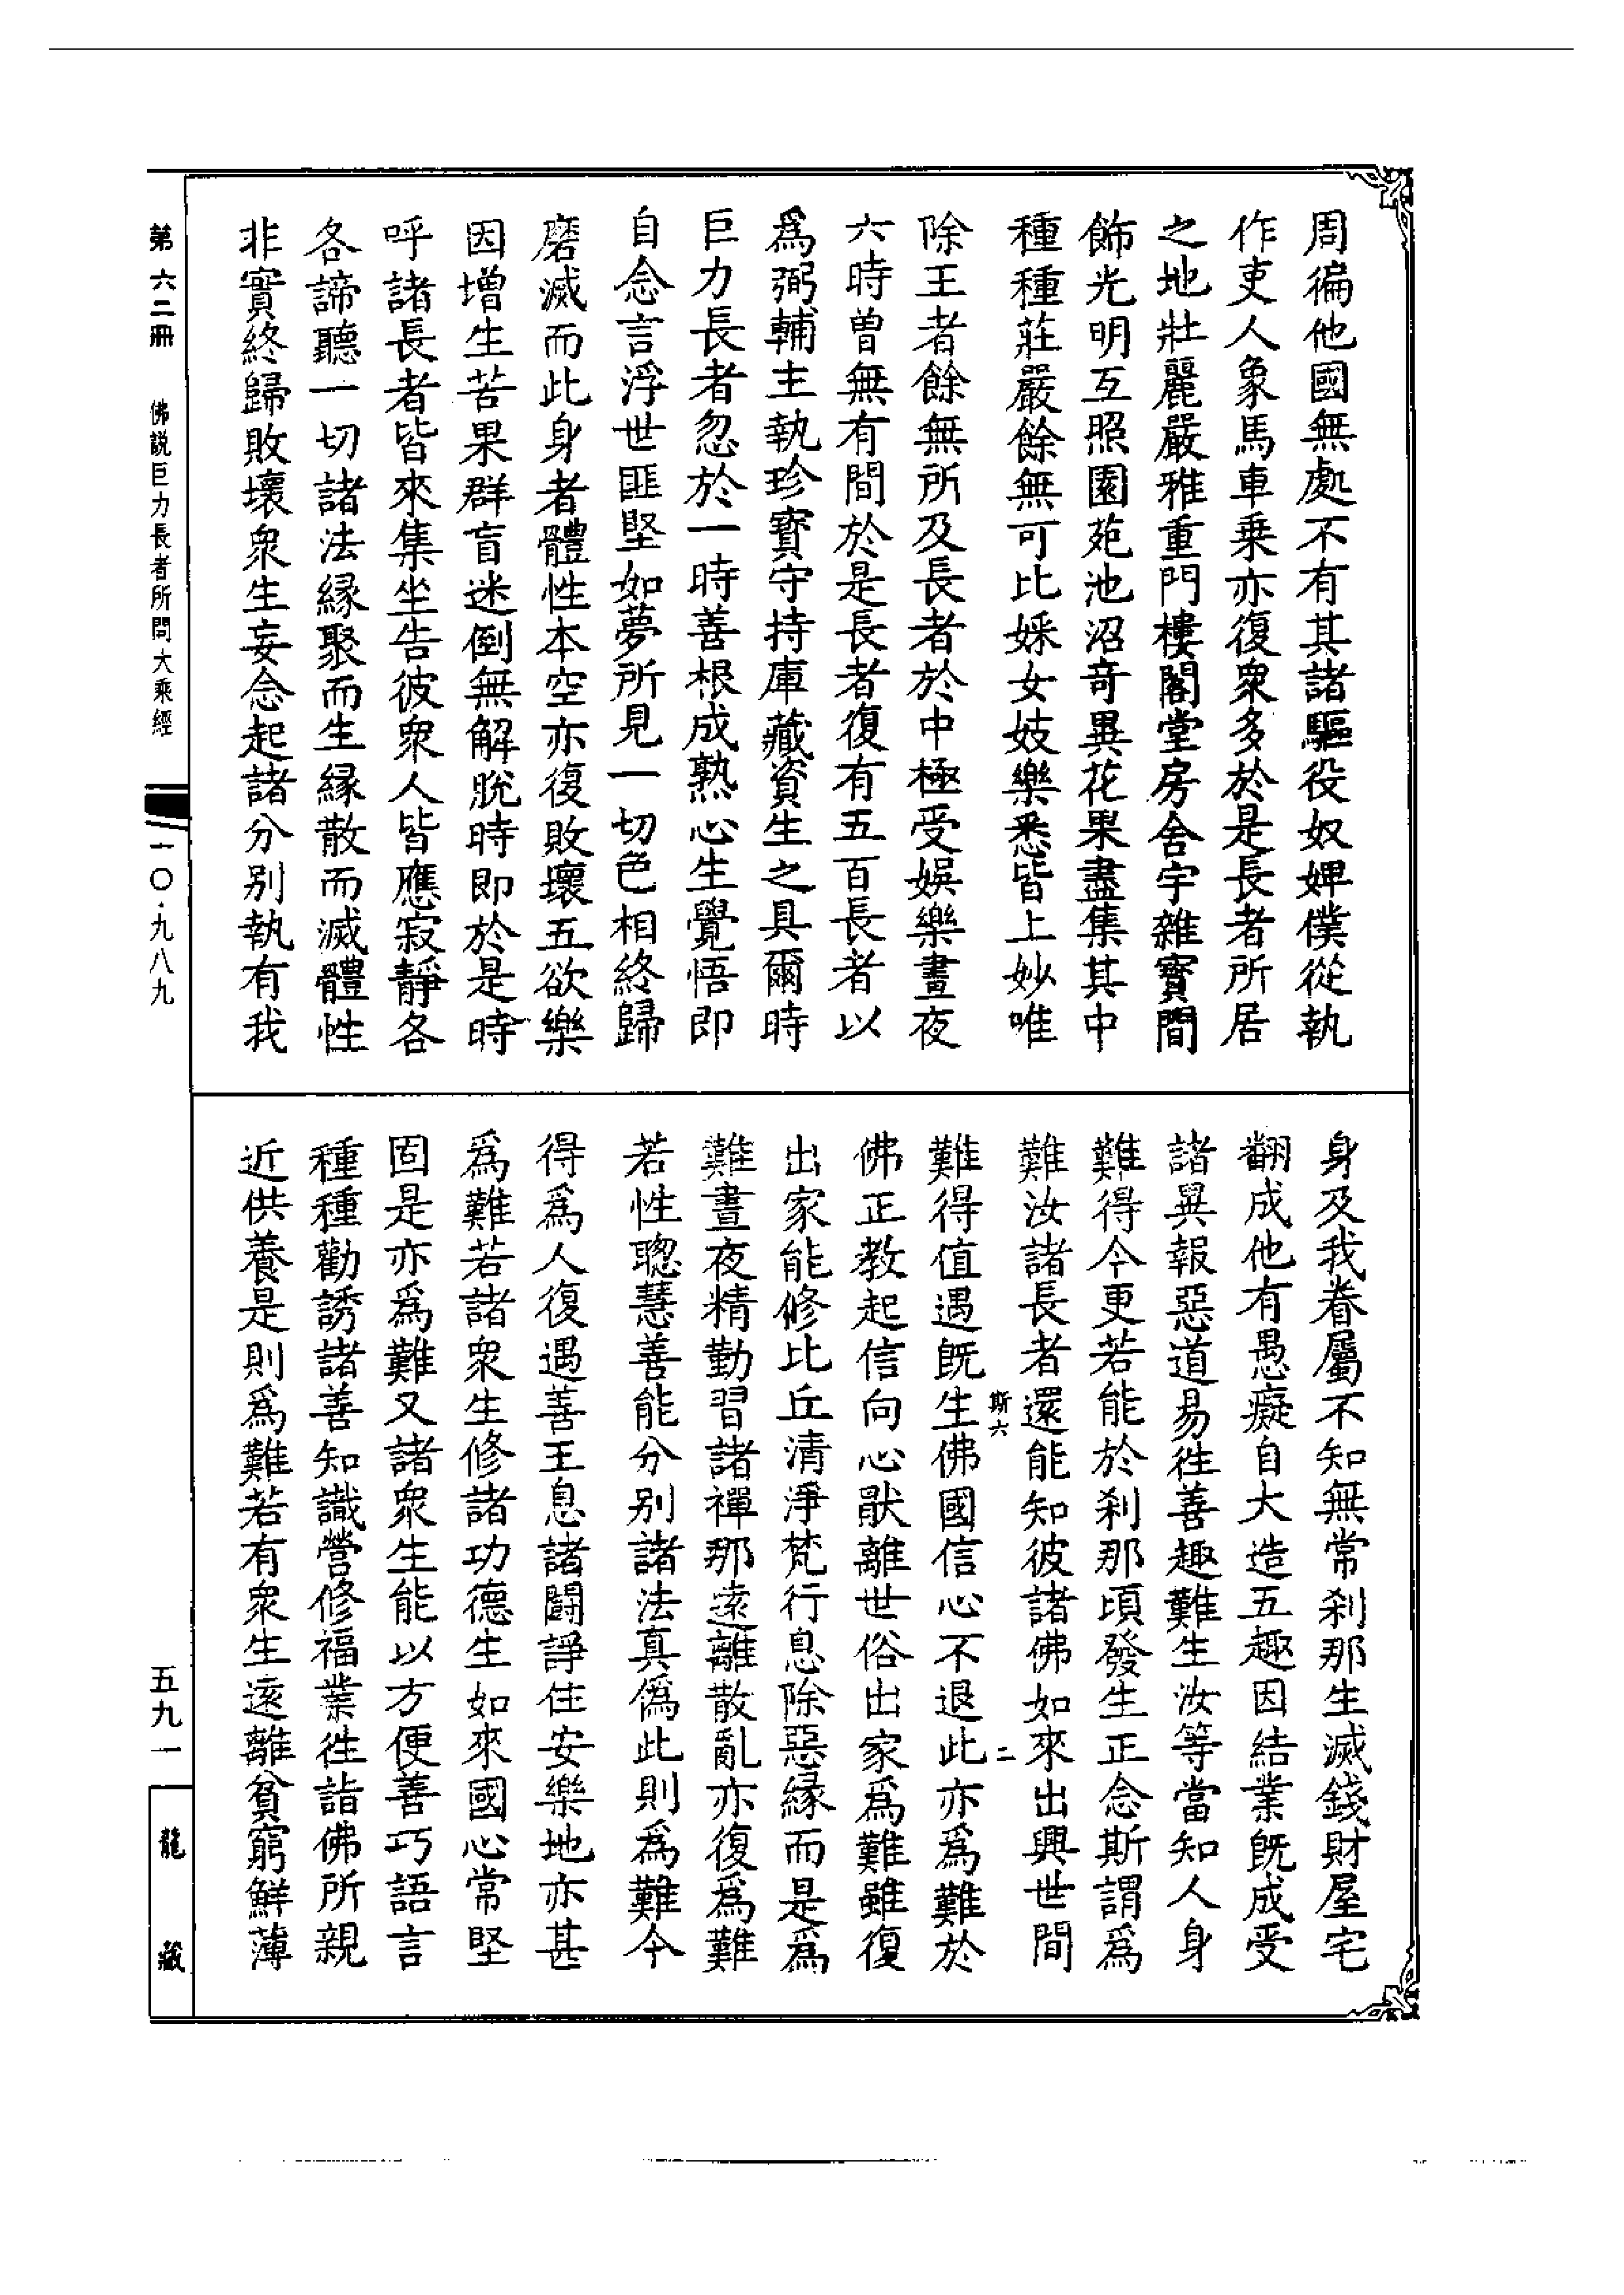 周徧他國無處不有其諸驅役奴婢僕從執
作吏人象馬車乗亦復衆多於是長者所居
之地壯麗嚴雅重門樓閣堂房舍宇雜寶間
飾光明互照園苑池沼竒異花果盡集其中
種種莊嚴餘無可比婇女妓樂悉皆上妙唯
除王者餘無所及長者於中極受娛樂晝夜
六時曽無有間於是長者復有五百長者以
爲弼輔主執珍寳守持庫藏資生之具爾時
巨力長者忽於一時善根成熟心生覺悟即
自念言浮世匪堅如夢所見一切色相終歸
磨滅而此身者體性本空亦復敗壞五欲樂
因增生苦果群盲迷倒無解脫時即於是時
呼諸長者皆來集坐告彼衆人皆應寂靜各
各諦聽一切諸法緣聚而生緣散而滅體性
非實終歸敗壞衆生妄念起諸分別執有我
身及我眷屬不知無常刹那生滅錢財屋宅
翻成他有愚癡自大造五趣因結業旣成受
諸異報惡道易徃善趣難生汝等當知人身
難得今更若能於刹那頃發生正念斯謂爲
難汝諸長者還能知彼諸佛如來出興世間
斯六
二
難得值遇旣生佛國信心不退此亦爲難於
佛正教起信向心猒離世俗出家爲難雖復
出家能修比丘清淨梵行息除惡緣而是爲
難晝夜精勤習諸禪那遠離散亂亦復爲難
若性聰慧善能分別諸法真僞此則爲難今
得爲人復遇善王息諸鬪諍住安樂地亦甚
爲難若諸衆生修諸功德生如來國心常堅
固是亦爲難又諸衆生能以方便善巧語言
種種勸誘諸善知識營修福業徃詣佛所親
近供養是則爲難若有衆生遠離貧窮鮮薄
第六二冊
佛説巨力長者所問大乘經
一〇·九八九
五九一
龍藏